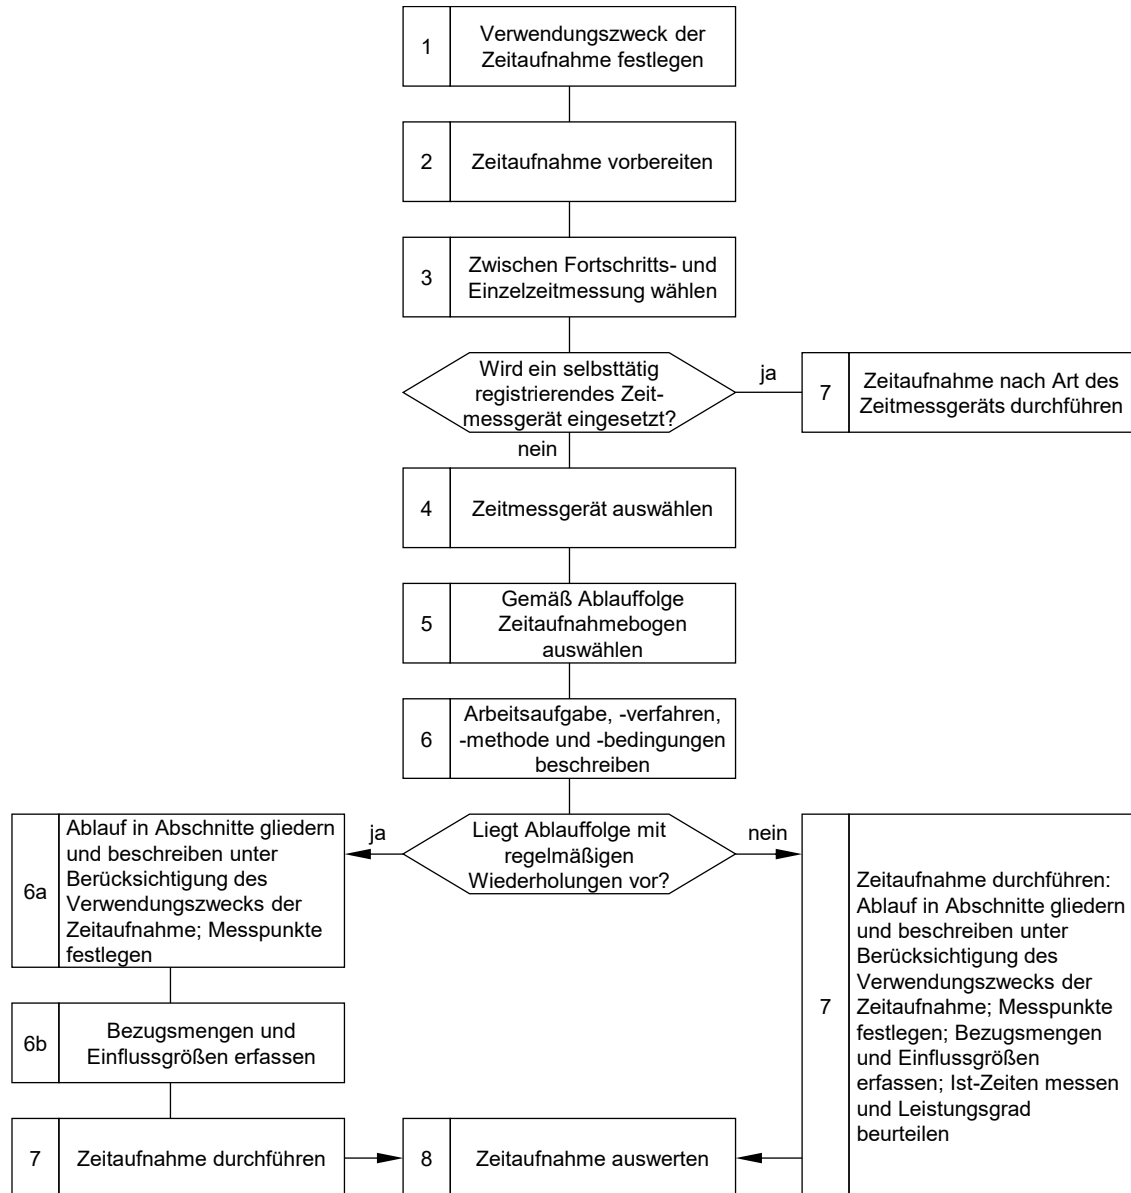 1
Verwendungszweck der
Zeitaufnahme festlegen
2
Zeitaufnahme vorbereiten
3
Zwischen Fortschritts- und
Einzelzeitmessung wählen
Wird ein selbsttätig
registrierendes Zeit-
messgerät eingesetzt?
ja
7
Zeitaufnahme nach Art des
Zeitmessgeräts durchführen
nein
4
Zeitmessgerät auswählen
5
Gemäß Ablauffolge
Zeitaufnahmebogen
auswählen
6
Arbeitsaufgabe, -verfahren,
-methode und -bedingungen
beschreiben
Liegt Ablauffolge mit
regelmäßigen
Wiederholungen vor?
ja
nein
6a
Ablauf in Abschnitte gliedern
und beschreiben unter
Berücksichtigung des
Verwendungszwecks der
Zeitaufnahme; Messpunkte
festlegen
6b
Bezugsmengen und
Einflussgrößen erfassen
7
Zeitaufnahme durchführen
7
Zeitaufnahme durchführen:
Ablauf in Abschnitte gliedern
und beschreiben unter
Berücksichtigung des
Verwendungszwecks der
Zeitaufnahme; Messpunkte
festlegen; Bezugsmengen
und Einflussgrößen
erfassen; Ist-Zeiten messen
und Leistungsgrad
beurteilen
8
Zeitaufnahme auswerten